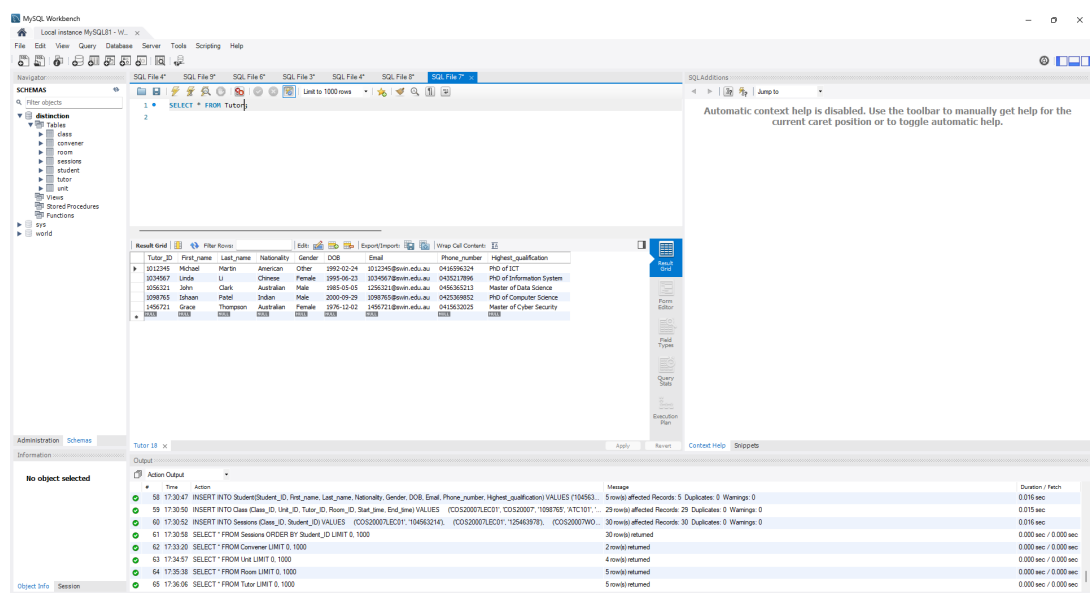 MySQL Workbench
Local instance MySQL81 - W...
File Edit View Query Database Server Tools Scripting Help
Navigator
SCHEMAS
Filter objects
distinction
Tables
class
convener
room
sessions
student
tutor
unit
Views
Stored Procedures
Functions
sys
world
Administration Schemas
Information
No object selected
Object Info Session
SQL File 4* SQL File 9* SQL File 6* SQL File 3* SQL File 4* SQL File 8* SQL File 7*
Limit to 1000 rows
1 SELECT * FROM Tutor;
2
Result Grid Filter Rows: Edit: Export/Import: Wrap Cell Content:
Tutor_ID First_name Last_name Nationality Gender DOB Email Phone_number Highest_qualification
1012345 Michael Martin American Other 1992-02-24 1012345@swin.edu.au 0416596324 PhD of ICT
1034567 Linda Li Chinese Female 1995-06-23 1034567@swin.edu.au 0435217896 PhD of Information System
1056321 John Clark Australian Male 1985-05-05 1256321@swin.edu.au 0456365213 Master of Data Science
1098765 Ishaan Patel Indian Male 2000-09-29 1098765@swin.edu.au 0425369852 PhD of Computer Science
1456721 Grace Thompson Australian Female 1976-12-02 1456721@swin.edu.au 0415632025 Master of Cyber Security
NULL NULL NULL NULL NULL NULL NULL NULL NULL
Result Grid
Form Editor
Field Types
Query Stats
Execution Plan
Tutor 18 Apply Revert
SQLAdditions
Jump to
Automatic context help is disabled. Use the toolbar to manually get help for the
current caret position or to toggle automatic help.
Context Help Snippets
Output
Action Output
# Time Action Message Duration / Fetch
58 17:30:47 INSERT INTO Student(Student_ID, First_name, Last_name, Nationality, Gender, DOB, Email, Phone_number, Highest_qualification) VALUES ('104563... 5 row(s) affected Records: 5 Duplicates: 0 Warnings: 0 0.016 sec
59 17:30:50 INSERT INTO Class (Class_ID, Unit_ID, Tutor_ID, Room_ID, Start_time, End_time) VALUES ('COS20007LEC01', 'COS20007', '1098765', 'ATC101', '... 29 row(s) affected Records: 29 Duplicates: 0 Warnings: 0 0.015 sec
60 17:30:52 INSERT INTO Sessions (Class_ID, Student_ID) VALUES ('COS20007LEC01', '104563214'), ('COS20007LEC01', '125463978'), ('COS20007WO... 30 row(s) affected Records: 30 Duplicates: 0 Warnings: 0 0.016 sec
61 17:30:58 SELECT * FROM Sessions ORDER BY Student_ID LIMIT 0, 1000 30 row(s) returned 0.000 sec / 0.000 sec
62 17:33:20 SELECT * FROM Convener LIMIT 0, 1000 2 row(s) returned 0.000 sec / 0.000 sec
63 17:34:57 SELECT * FROM Unit LIMIT 0, 1000 4 row(s) returned 0.000 sec / 0.000 sec
64 17:35:38 SELECT * FROM Room LIMIT 0, 1000 5 row(s) returned 0.000 sec / 0.000 sec
65 17:36:06 SELECT * FROM Tutor LIMIT 0, 1000 5 row(s) returned 0.000 sec / 0.000 sec